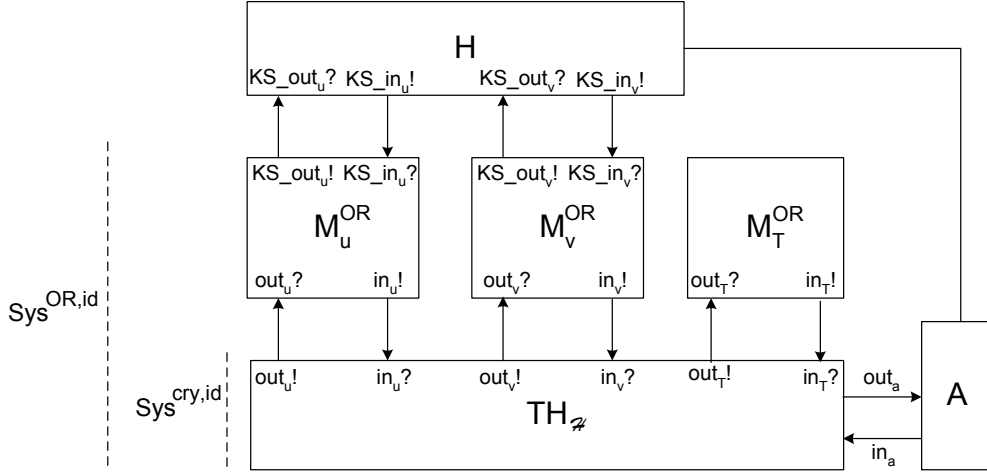 H
KS_out_u? KS_in_u! KS_out_v? KS_in_v!
KS_out_u! KS_in_u? KS_out_v! KS_in_v?
M_u^OR M_v^OR M_T^OR
out_u? in_u! out_v? in_v! out_T? in_T!
Sys^OR,id
out_u! in_u? out_v! in_v? out_T! in_T?
Sys^cry,id
TH_ℋ
out_a
A
in_a